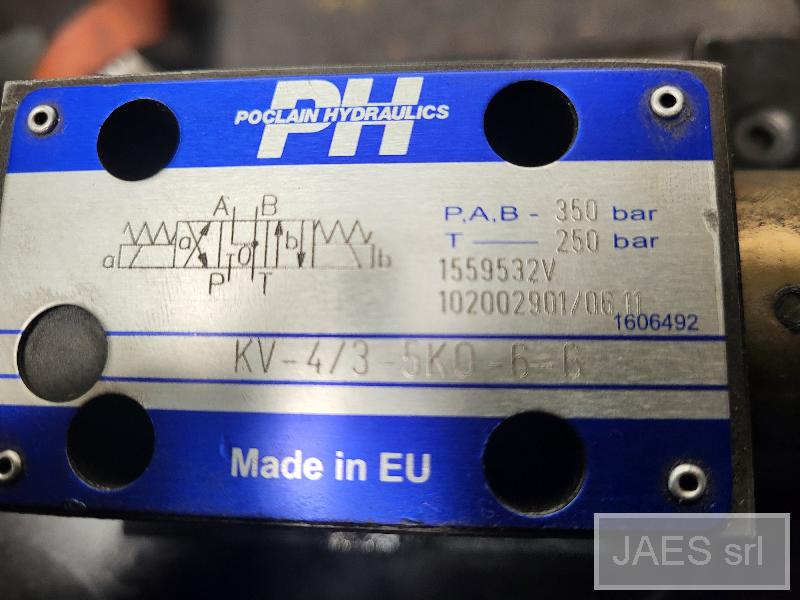 PH
POCLAIN HYDRAULICS
A B
a a 0 b b
P T
P,A,B - 350 bar
T — 250 bar
1559532V
102002901/06 11
1606492
KV-4/3-5KO-6-G
Made in EU
JAES srl